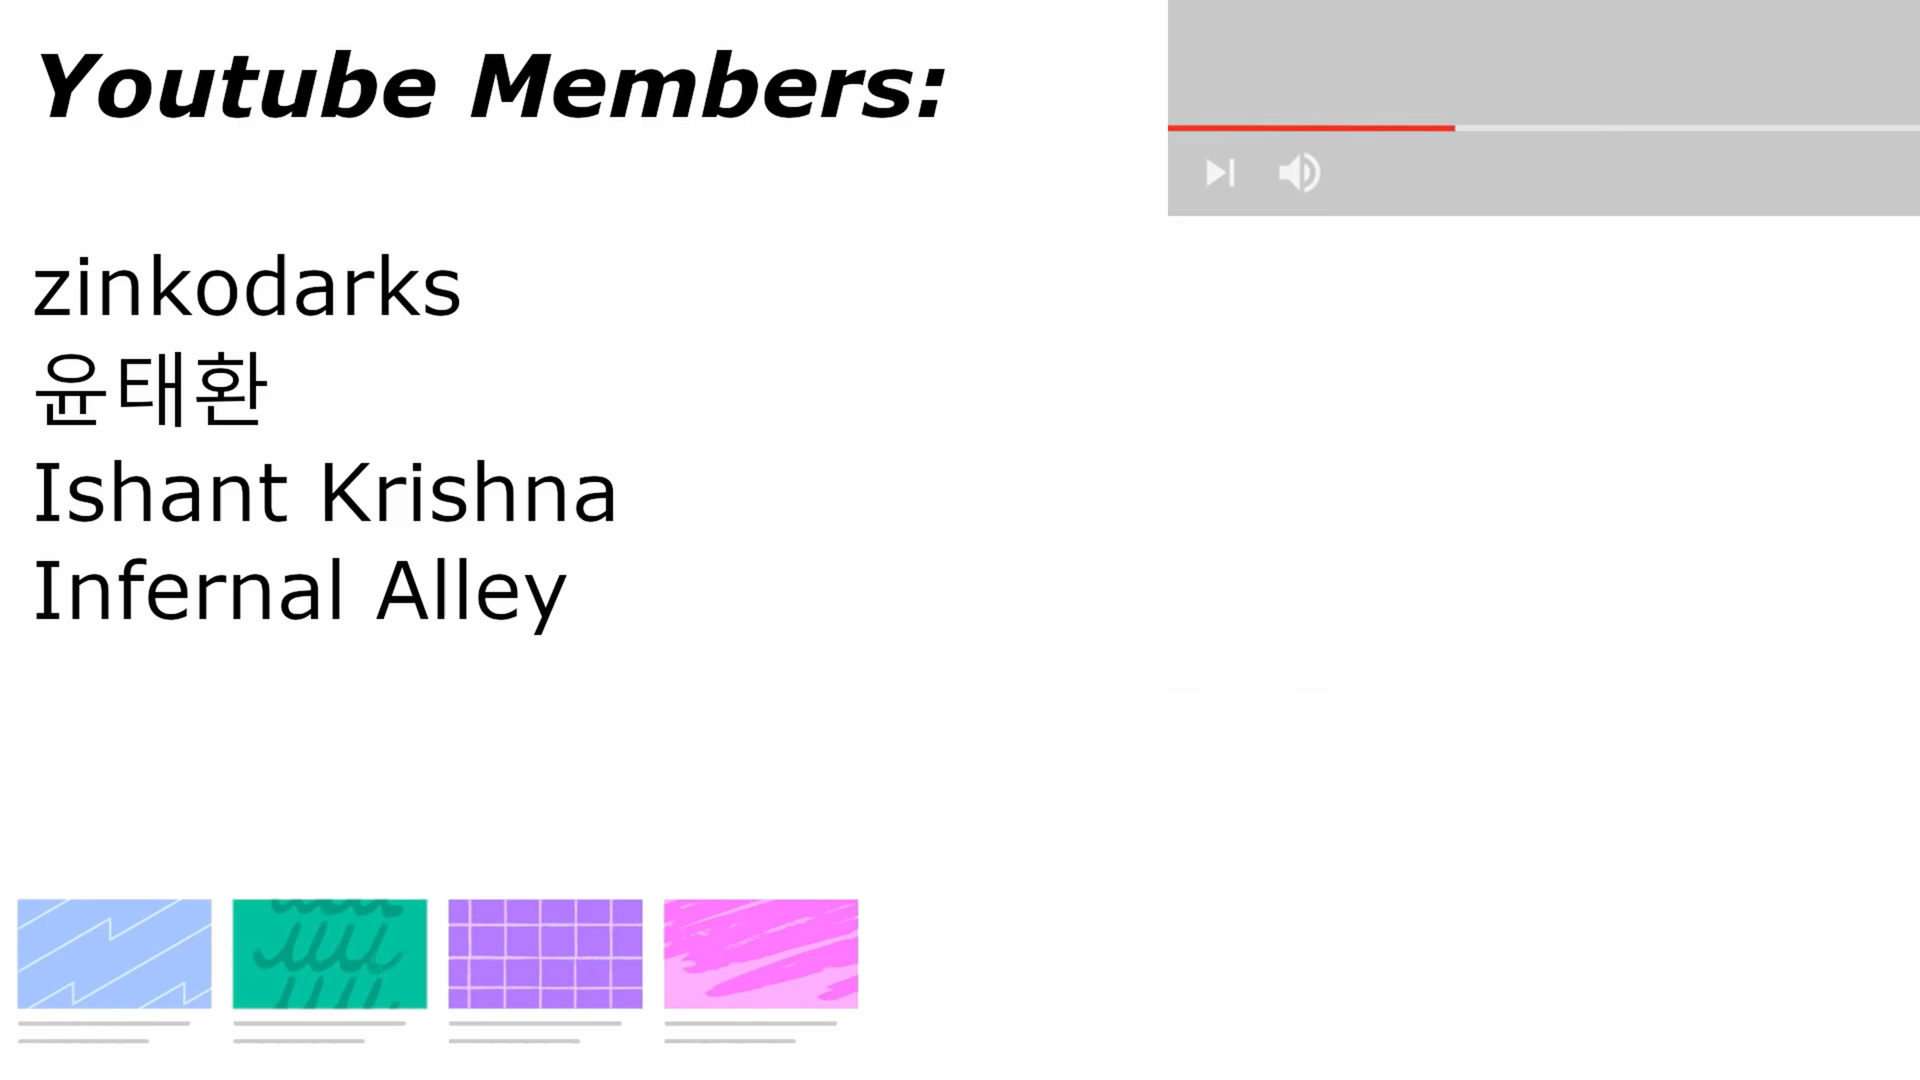 Youtube Members:
zinkodarks
윤태환
Ishant Krishna
Infernal Alley